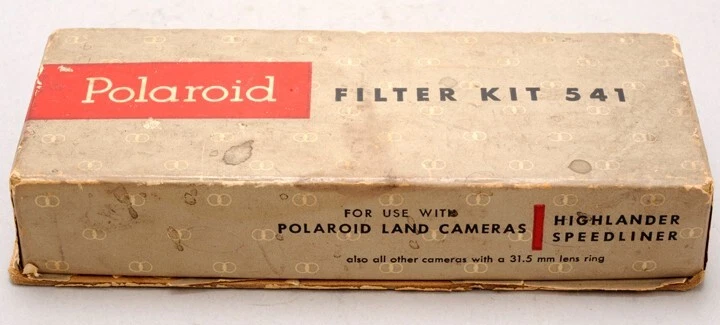 Polaroid FILTER KIT 541
FOR USE WITH
POLAROID LAND CAMERAS
HIGHLANDER
SPEEDLINER
also all other cameras with a 31.5 mm lens ring